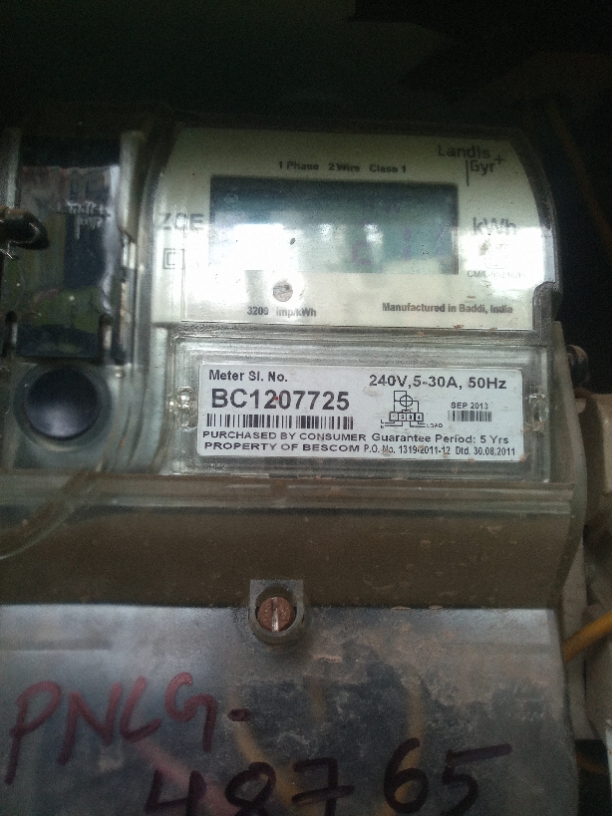 Landis
Gyr+
1 Phase 2 Wire Class 1
ZCE
kWh
3200 imp/kWh
Manufactured in Baddi, India
Meter Sl. No.
240V,5-30A, 50Hz
BC1207725
SEP 2013
PURCHASED BY CONSUMER Guarantee Period: 5 Yrs
PROPERTY OF BESCOM P.O. No. 1319-2011-12 Dtd. 30.08.2011
PNLG-
48765